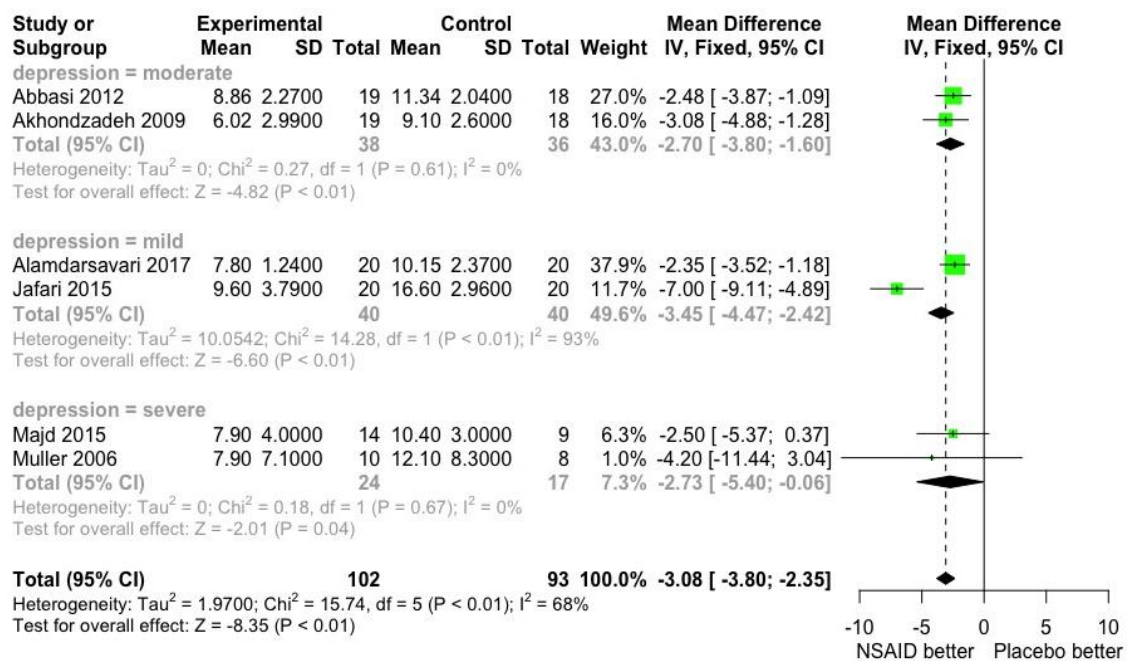 Study or Experimental Control Mean Difference Mean Difference
Subgroup Mean SD Total Mean SD Total Weight IV, Fixed, 95% CI IV, Fixed, 95% CI
depression = moderate
Abbasi 2012 8.86 2.2700 19 11.34 2.0400 18 27.0% -2.48 [ -3.87; -1.09]
Akhondzadeh 2009 6.02 2.9900 19 9.10 2.6000 18 16.0% -3.08 [ -4.88; -1.28]
Total (95% CI) 38 36 43.0% -2.70 [ -3.80; -1.60]
Heterogeneity: Tau² = 0; Chi² = 0.27, df = 1 (P = 0.61); I² = 0%
Test for overall effect: Z = -4.82 (P < 0.01)
depression = mild
Alamdarsavari 2017 7.80 1.2400 20 10.15 2.3700 20 37.9% -2.35 [ -3.52; -1.18]
Jafari 2015 9.60 3.7900 20 16.60 2.9600 20 11.7% -7.00 [ -9.11; -4.89]
Total (95% CI) 40 40 49.6% -3.45 [ -4.47; -2.42]
Heterogeneity: Tau² = 10.0542; Chi² = 14.28, df = 1 (P < 0.01); I² = 93%
Test for overall effect: Z = -6.60 (P < 0.01)
depression = severe
Majd 2015 7.90 4.0000 14 10.40 3.0000 9 6.3% -2.50 [ -5.37; 0.37]
Muller 2006 7.90 7.1000 10 12.10 8.3000 8 1.0% -4.20 [-11.44; 3.04]
Total (95% CI) 24 17 7.3% -2.73 [ -5.40; -0.06]
Heterogeneity: Tau² = 0; Chi² = 0.18, df = 1 (P = 0.67); I² = 0%
Test for overall effect: Z = -2.01 (P = 0.04)
Total (95% CI) 102 93 100.0% -3.08 [ -3.80; -2.35]
Heterogeneity: Tau² = 1.9700; Chi² = 15.74, df = 5 (P < 0.01); I² = 68%
Test for overall effect: Z = -8.35 (P < 0.01)
-10 -5 0 5 10
NSAID better Placebo better